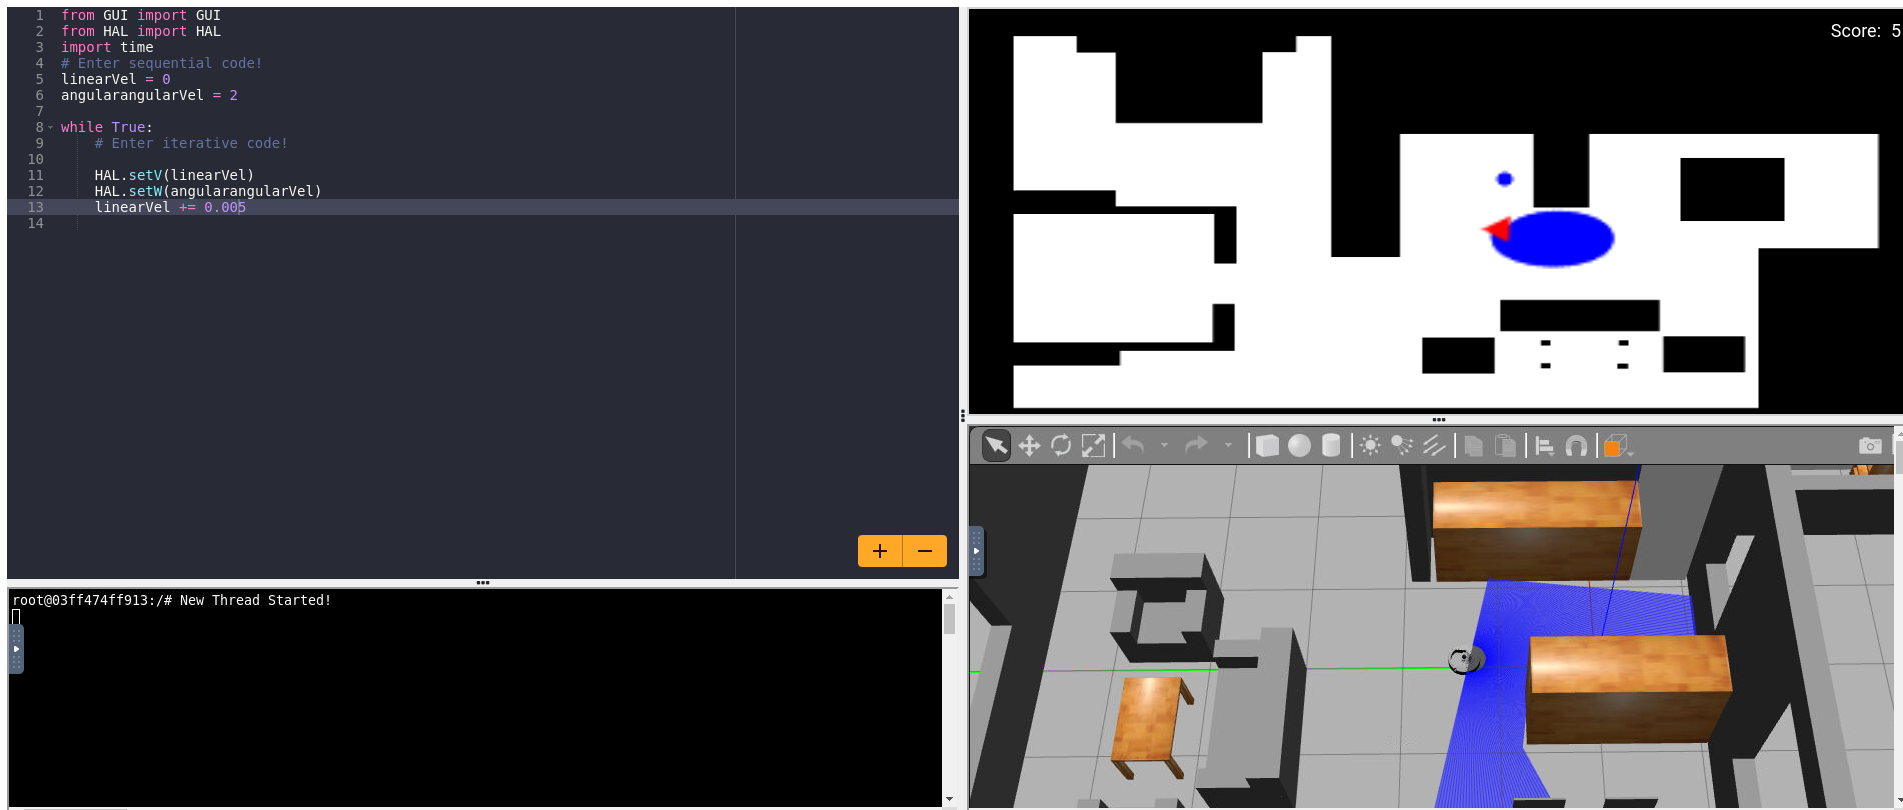 1 from GUI import GUI
2 from HAL import HAL
3 import time
4 # Enter sequential code!
5 linearVel = 0
6 angularangularVel = 2
7
8 while True:
9     # Enter iterative code!
10
11     HAL.setV(linearVel)
12     HAL.setW(angularangularVel)
13     linearVel += 0.005
14
root@03ff474ff913:/# New Thread Started!
Score: 5